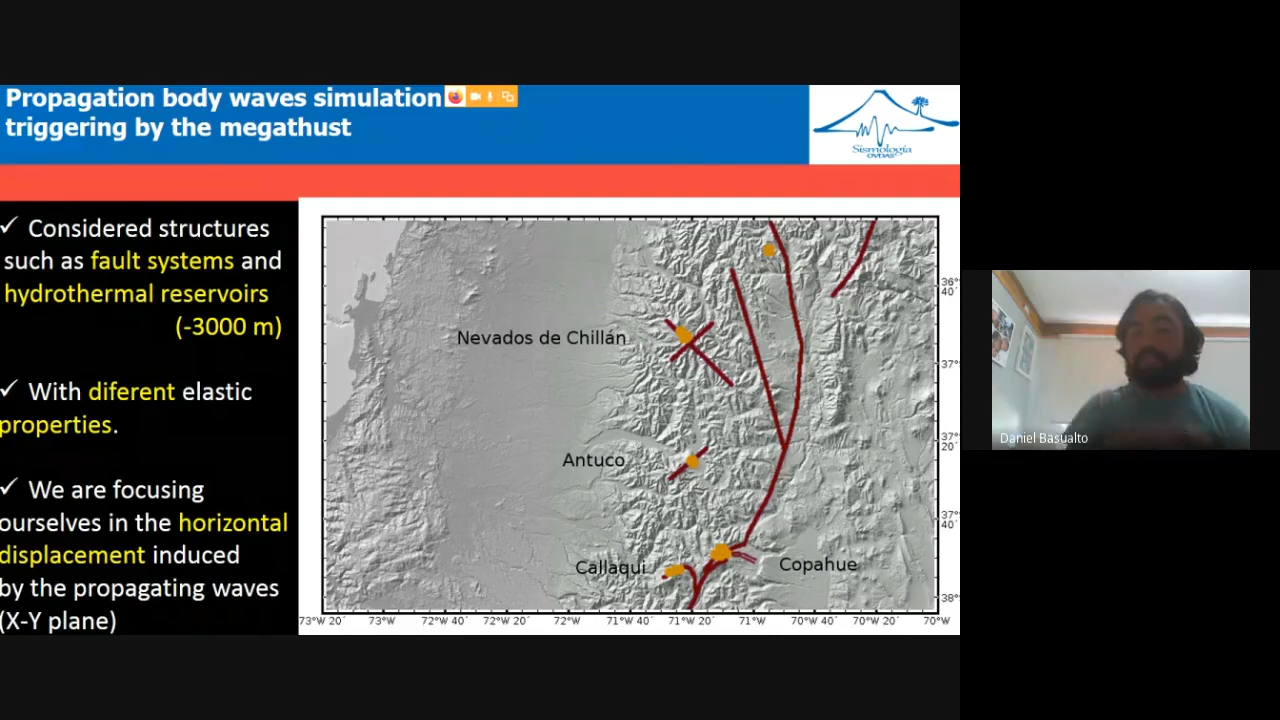 Propagation body waves simulation
triggering by the megathust
Sismología
OVDAS
✓ Considered structures
such as fault systems and
hydrothermal reservoirs
(-3000 m)
✓ With diferent elastic
properties.
✓ We are focusing
ourselves in the horizontal
displacement induced
by the propagating waves
(X-Y plane)
Nevados de Chillán
Antuco
Callaqui
Copahue
36°
40´
37°
37°
20´
37°
40´
38°
73°W 20´ 73°W 72°W 40´ 72°W 20´ 72°W 71°W 40´ 71°W 20´ 71°W 70°W 40´ 70°W 20´ 70°W
Daniel Basualto